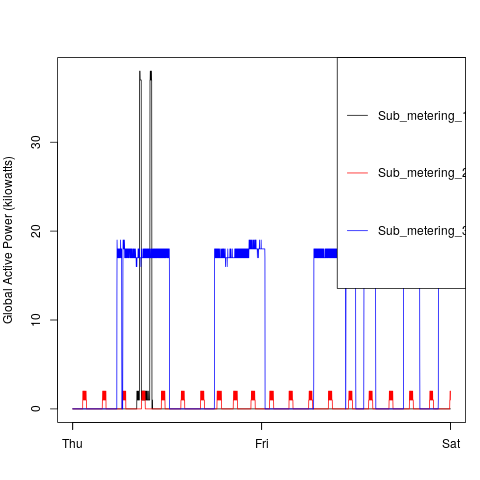 Global Active Power (kilowatts)
30
20
10
0
Thu
Fri
Sat
Sub_metering_1
Sub_metering_2
Sub_metering_3